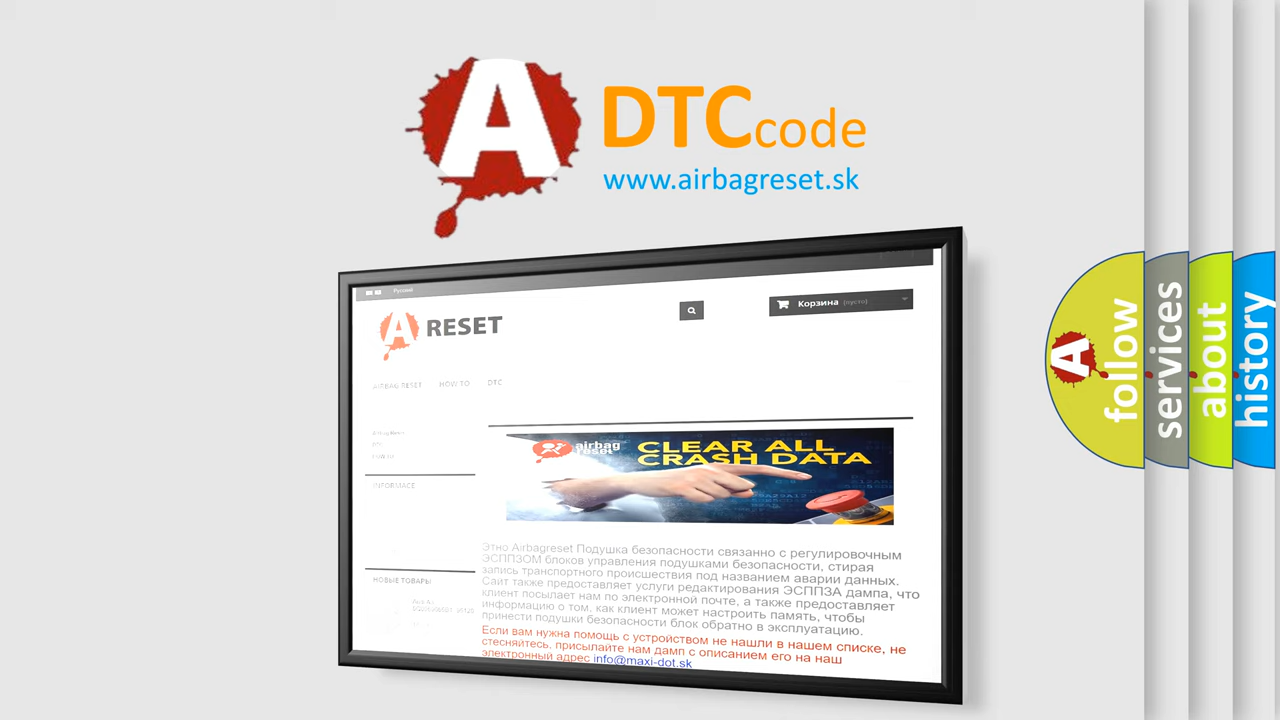 A DTCcode
www.airbagreset.sk
Русский
A RESET
Корзина (пусто)
AIRBAG RESET HOW TO DTC
INFORMACE
airbag
reset
CLEAR ALL
CRASH DATA
Этно Airbagreset Подушка безопасности связанно с регулировочным
ЭСППЗОМ блоков управления подушками безопасности, стирая
запись транспортного происшествия под названием аварии данных.
Сайт также предоставляет услуги редактирования ЭСППЗА дампа, что
клиент посылает нам по электронной почте, а также предоставляет
информацию о том, как клиент может настроить память, чтобы
принести подушки безопасности блок обратно в эксплуатацию.
Если вам нужна помощь с устройством не нашли в нашем списке, не
стесняйтесь, присылайте нам дамп с описанием его на наш
электронный адрес info@maxi-dot.sk
НОВЫЕ ТОВАРЫ
A
follow
services
about
history